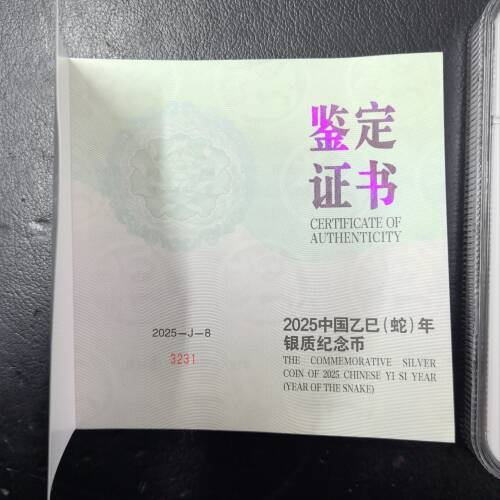 鉴定
证书
CERTIFICATE OF
AUTHENTICITY
2025-J-8
3231
2025中国乙巳(蛇)年
银质纪念币
THE COMMEMORATIVE SILVER
COIN OF 2025 CHINESE YI SI YEAR
(YEAR OF THE SNAKE)